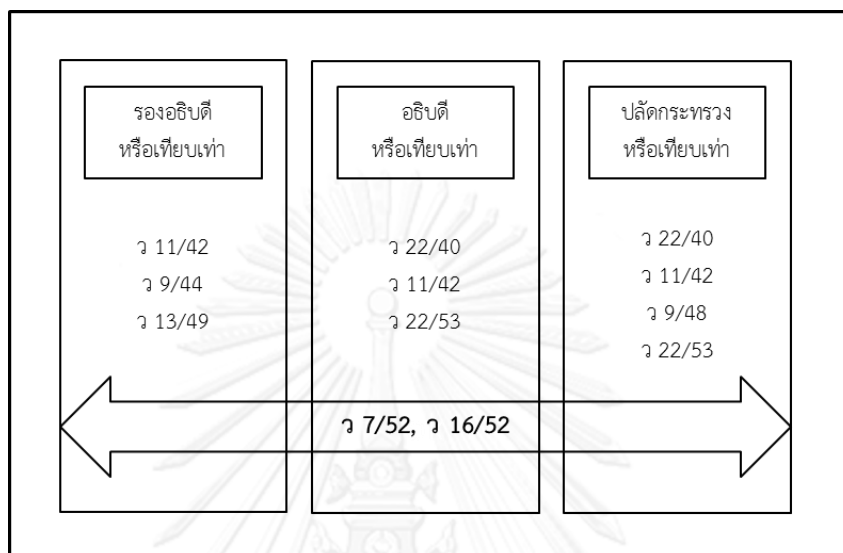 รองอธิบดี
หรือเทียบเท่า
ว 11/42
ว 9/44
ว 13/49
อธิบดี
หรือเทียบเท่า
ว 22/40
ว 11/42
ว 22/53
ปลัดกระทรวง
หรือเทียบเท่า
ว 22/40
ว 11/42
ว 9/48
ว 22/53
ว 7/52, ว 16/52